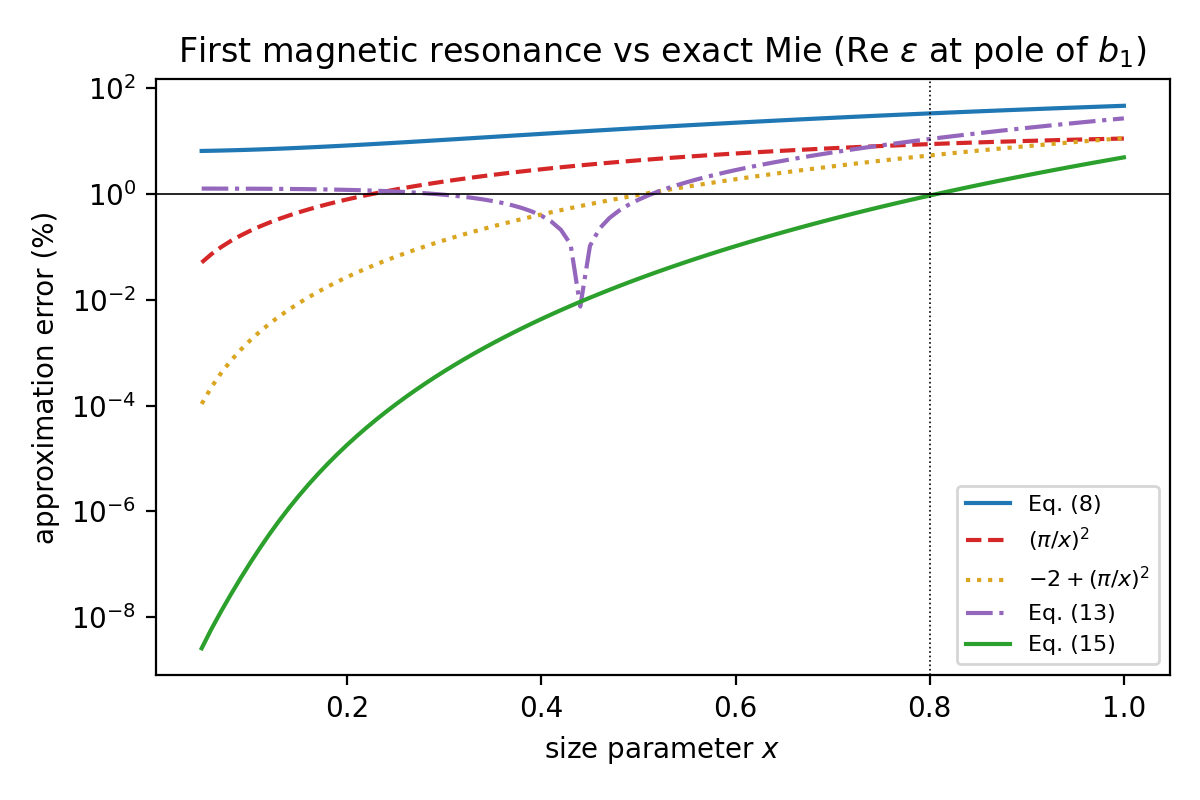 First magnetic resonance vs exact Mie (Re ε at pole of b₁)
approximation error (%)
10²
10⁰
10⁻²
10⁻⁴
10⁻⁶
10⁻⁸
Eq. (8)
(π/x)²
−2 + (π/x)²
Eq. (13)
Eq. (15)
0.2 0.4 0.6 0.8 1.0
size parameter x